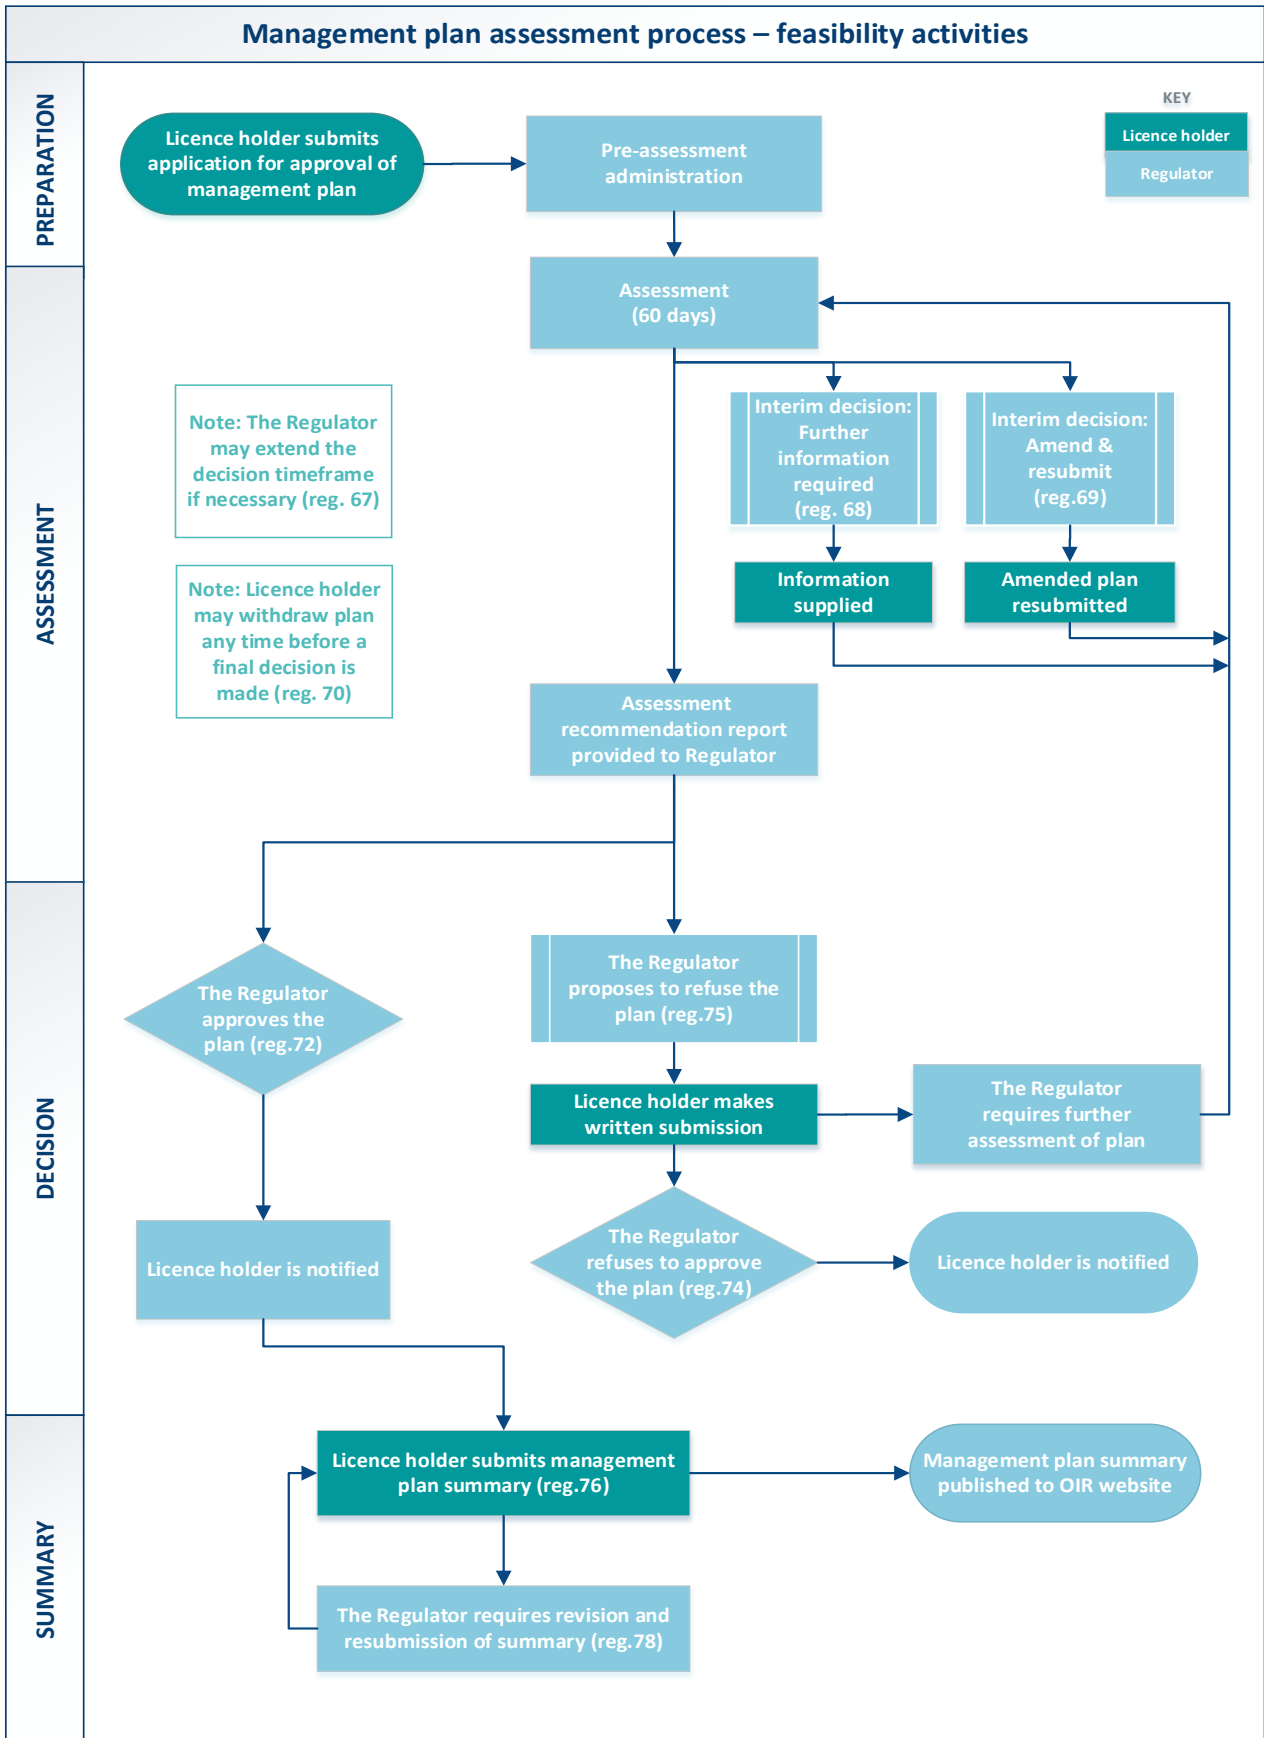 Management plan assessment process – feasibility activities
PREPARATION
KEY
Licence holder
Regulator
Licence holder submits
application for approval of
management plan
Pre-assessment
administration
ASSESSMENT
Assessment
(60 days)
Note: The Regulator
may extend the
decision timeframe
if necessary (reg. 67)
Interim decision:
Further
information
required
(reg. 68)
Interim decision:
Amend &
resubmit
(reg.69)
Note: Licence holder
may withdraw plan
any time before a
final decision is
made (reg. 70)
Information
supplied
Amended plan
resubmitted
Assessment
recommendation report
provided to Regulator
DECISION
The Regulator
approves the
plan (reg.72)
The Regulator
proposes to refuse the
plan (reg.75)
Licence holder makes
written submission
The Regulator
requires further
assessment of plan
Licence holder is notified
The Regulator
refuses to approve
the plan (reg.74)
Licence holder is notified
SUMMARY
Licence holder submits management
plan summary (reg.76)
Management plan summary
published to OIR website
The Regulator requires revision and
resubmission of summary (reg.78)